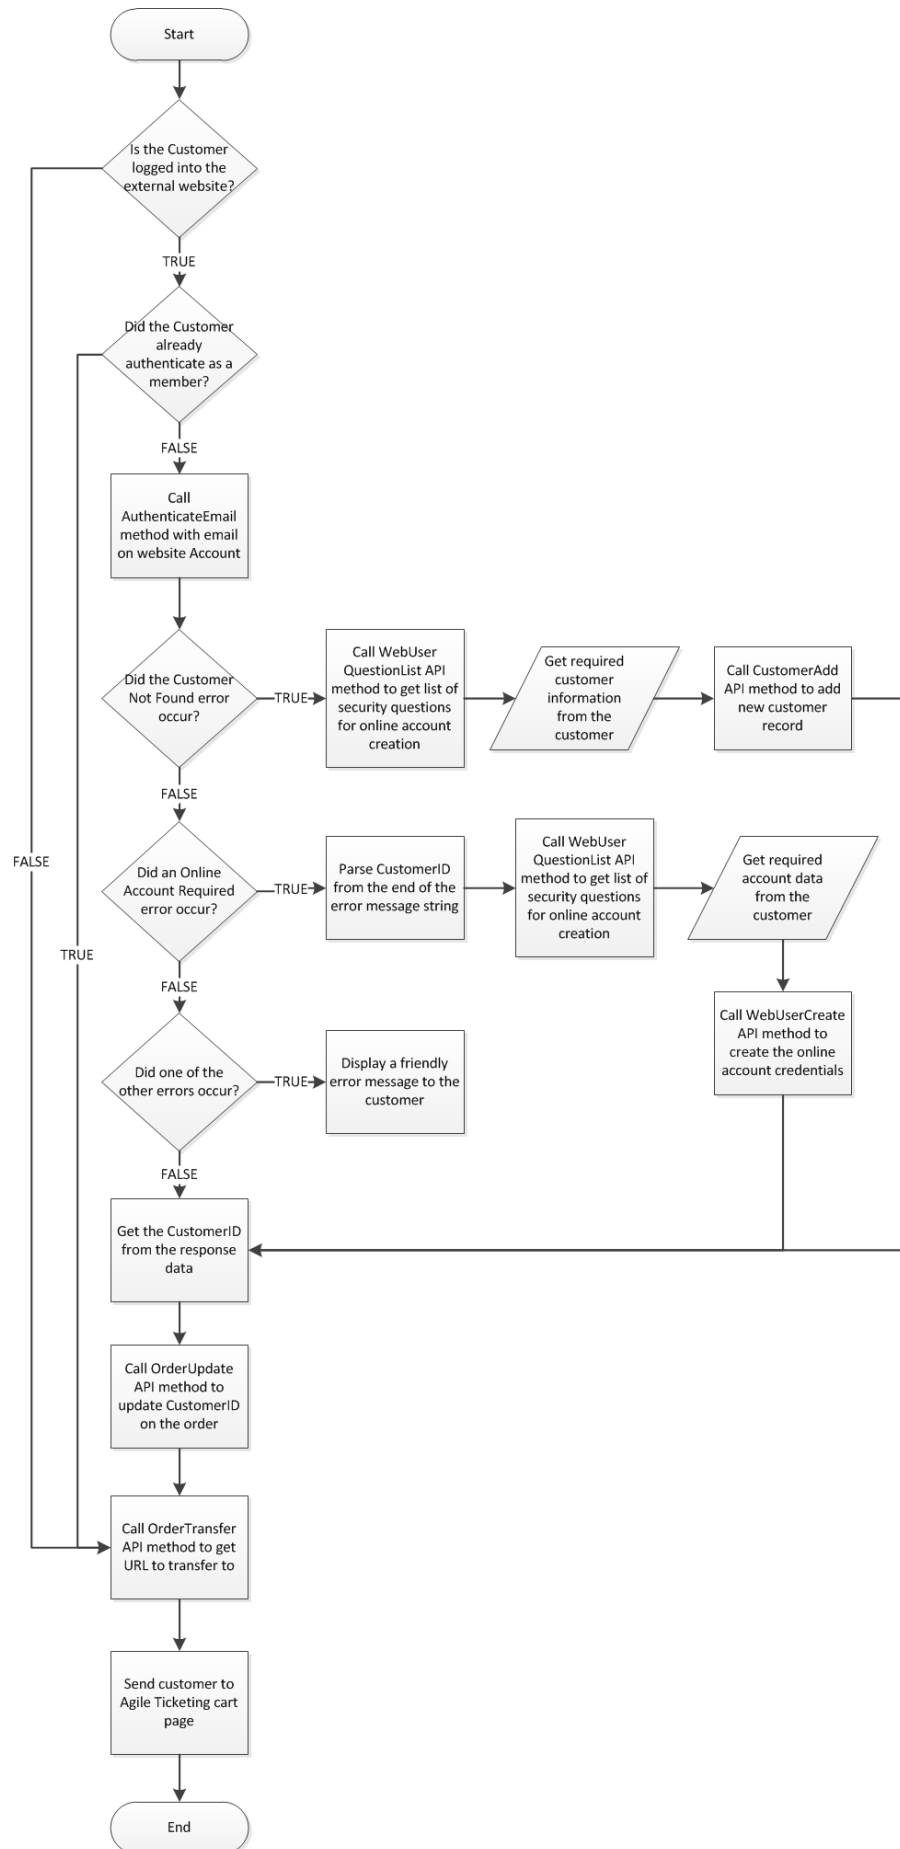 Start
Is the Customer
logged into the
external website?
TRUE
Did the Customer
already
authenticate as a
member?
FALSE
Call
AuthenticateEmail
method with email
on website Account
Did the Customer
Not Found error
occur?
TRUE
Call WebUser
QuestionList API
method to get list of
security questions
for online account
creation
Get required
customer
information
from the
customer
Call CustomerAdd
API method to add
new customer
record
FALSE
FALSE
Did an Online
Account Required
error occur?
TRUE
Parse CustomerID
from the end of the
error message string
Call WebUser
QuestionList API
method to get list of
security questions
for online account
creation
Get required
account data
from the
customer
TRUE
FALSE
Call WebUserCreate
API method to
create the online
account credentials
Did one of the
other errors occur?
TRUE
Display a friendly
error message to the
customer
FALSE
Get the CustomerID
from the response
data
Call OrderUpdate
API method to
update CustomerID
on the order
Call OrderTransfer
API method to get
URL to transfer to
Send customer to
Agile Ticketing cart
page
End